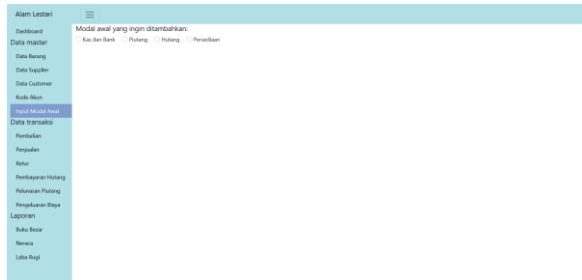 Alam Lestari
Dashboard
Data master
Data Barang
Data Supplier
Data Customer
Kode Akun
Input Modal Awal
Data transaksi
Pembelian
Penjualan
Retur
Pembayaran Hutang
Pelunasan Piutang
Pengeluaran Biaya
Laporan
Buku Besar
Neraca
Laba Rugi
Modal awal yang ingin ditambahkan:
Kas dan Bank Piutang Hutang Persediaan